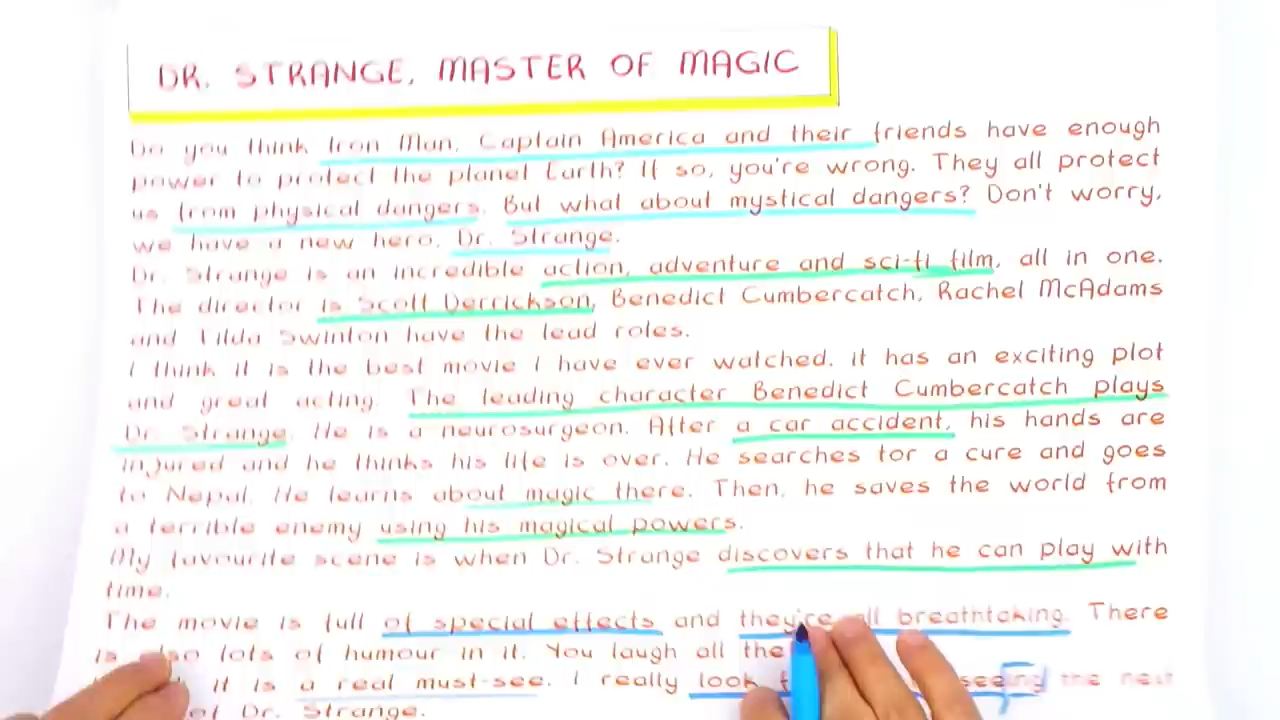 DR. STRANGE, MASTER OF MAGIC
Do you think Iron Man, Captain America and their friends have enough
power to protect the planet Earth? If so, you're wrong. They all protect
us from physical dangers. But what about mystical dangers? Don't worry,
we have a new hero, Dr. Strange.
Dr. Strange is an incredible action, adventure and sci-fi film, all in one.
The director is Scott Derrickson, Benedict Cumbercatch, Rachel McAdams
and Tilda Swinton have the lead roles.
I think it is the best movie I have ever watched. it has an exciting plot
and great acting. The leading character Benedict Cumbercatch plays
Dr. Strange. He is a neurosurgeon. After a car accident, his hands are
injured and he thinks his life is over. He searches for a cure and goes
to Nepal. He learns about magic there. Then, he saves the world from
a terrible enemy using his magical powers.
My favourite scene is when Dr. Strange discovers that he can play with
time.
The movie is full of special effects and they're all breathtaking. There
is also lots of humour in it. You laugh all the
it is a real must-see. I really look seeing the next
of Dr. Strange.